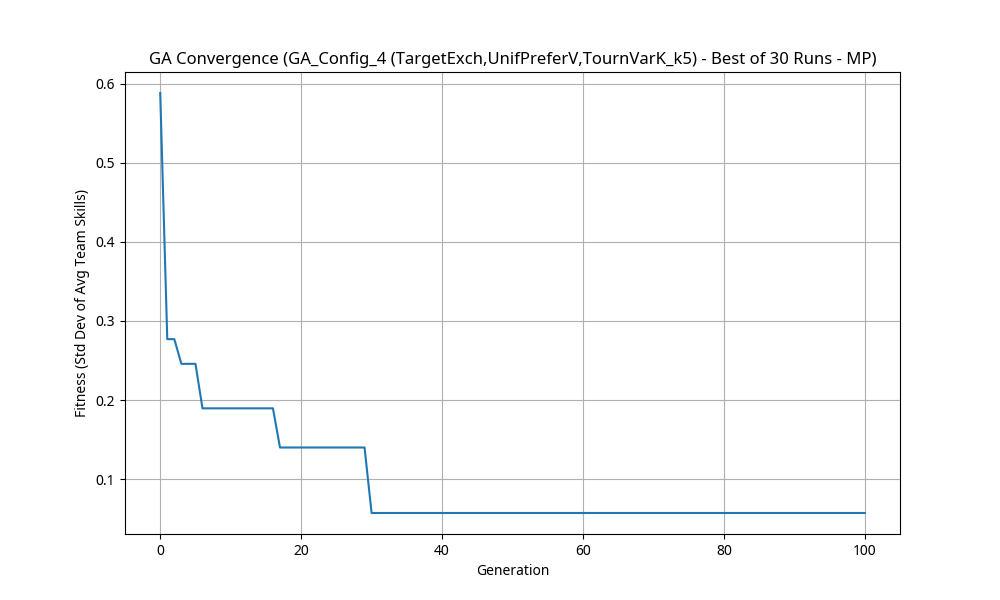 GA Convergence (GA_Config_4 (TargetExch,UnifPreferV,TournVarK_k5) - Best of 30 Runs - MP)
Fitness (Std Dev of Avg Team Skills)
0.6
0.5
0.4
0.3
0.2
0.1
0 20 40 60 80 100
Generation